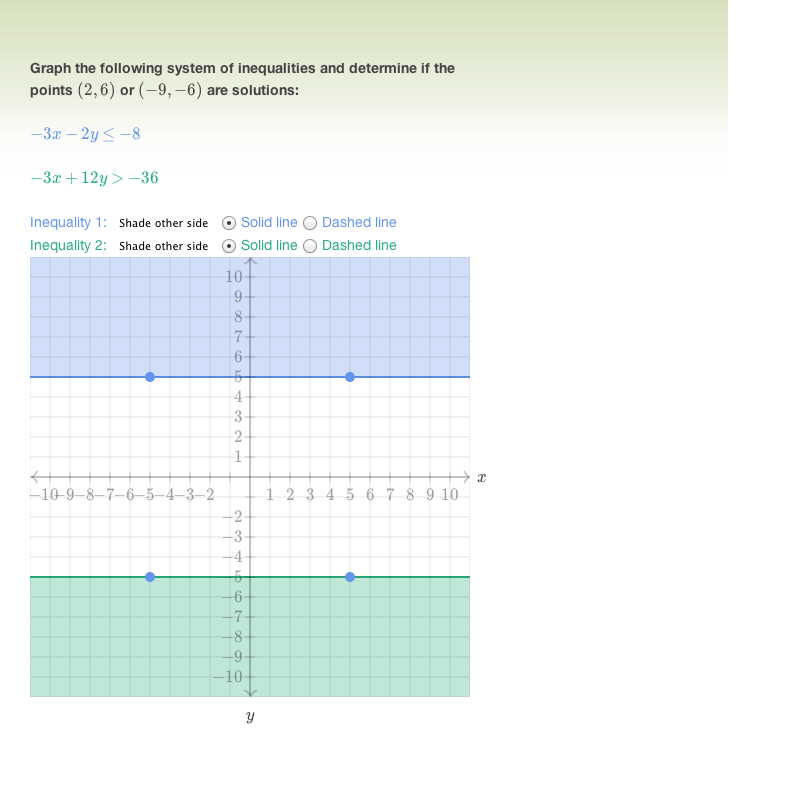 Graph the following system of inequalities and determine if the
points (2, 6) or (−9, −6) are solutions:
−3x − 2y ≤ −8
−3x + 12y > −36
Inequality 1: Shade other side Solid line Dashed line
Inequality 2: Shade other side Solid line Dashed line
10
9
8
7
6
5
4
3
2
1
x
−10 −9 −8 −7 −6 −5 −4 −3 −2 1 2 3 4 5 6 7 8 9 10
−2
−3
−4
−5
−6
−7
−8
−9
−10
y